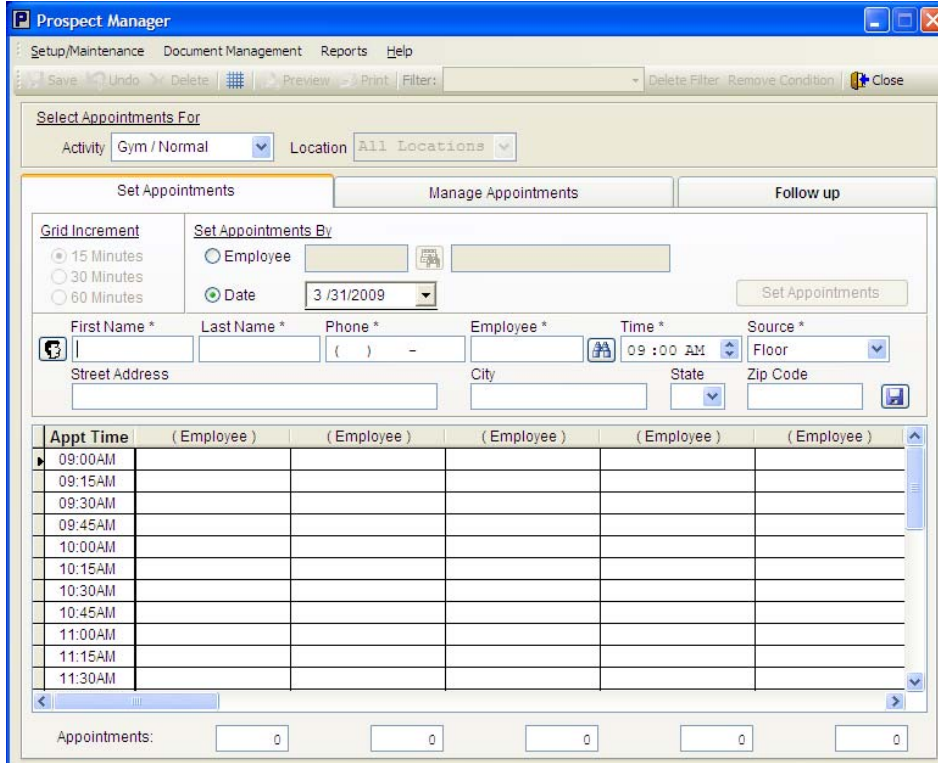 Prospect Manager
Setup/Maintenance Document Management Reports Help
Save Undo Delete Preview Print Filter: Delete Filter Remove Condition Close
Select Appointments For
Activity Gym / Normal Location All Locations
Set Appointments Manage Appointments Follow up
Grid Increment Set Appointments By
15 Minutes Employee
30 Minutes
60 Minutes Date 3 /31/2009 Set Appointments
First Name * Last Name * Phone * Employee * Time * Source *
( ) - 09 :00 AM Floor
Street Address City State Zip Code
Appt Time ( Employee ) ( Employee ) ( Employee ) ( Employee ) ( Employee )
09:00AM
09:15AM
09:30AM
09:45AM
10:00AM
10:15AM
10:30AM
10:45AM
11:00AM
11:15AM
11:30AM
Appointments: 0 0 0 0 0